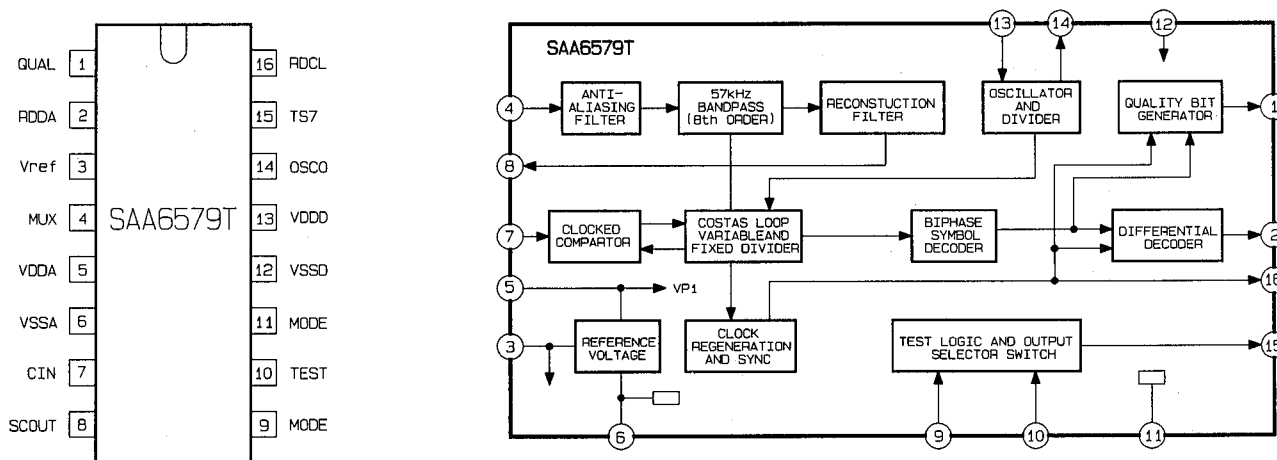 QUAL 1 16 RDCL
RDDA 2 15 TS7
Vref 3 14 OSCO
MUX 4 SAA6579T 13 VDDD
VDDA 5 12 VSSD
VSSA 6 11 MODE
CIN 7 10 TEST
SCOUT 8 9 MODE
SAA6579T
13 14 12
4
ANTI-
ALIASING
FILTER
57kHz
BANDPASS
(8th ORDER)
RECONSTUCTION
FILTER
OSCILLATOR
AND
DIVIDER
QUALITY BIT
GENERATOR
1
8
7
CLOCKED
COMPARTOR
COSTAS LOOP
VARIABLEAND
FIXED DIVIDER
BIPHASE
SYMBOL
DECODER
DIFFERENTIAL
DECODER
2
5
VP1
16
3
REFERENCE
VOLTAGE
CLOCK
REGENERATION
AND SYNC
TEST LOGIC AND OUTPUT
SELECTOR SWITCH
15
6 9 10 11